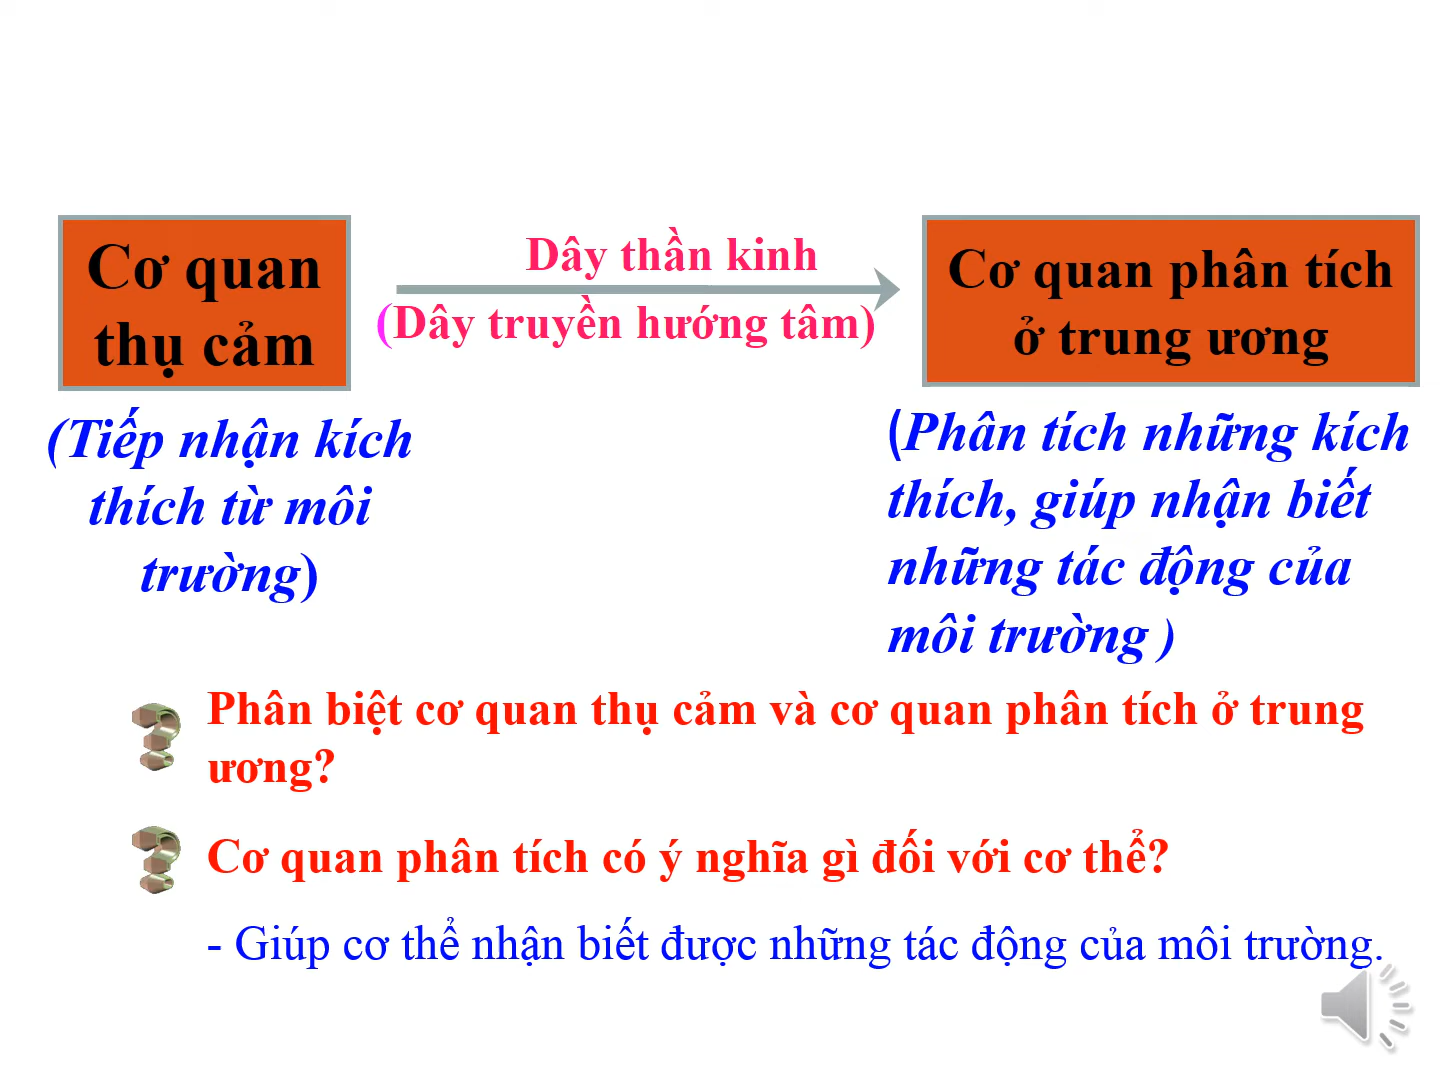 Cơ quan
thụ cảm
Dây thần kinh
(Dây truyền hướng tâm)
Cơ quan phân tích
ở trung ương
(Tiếp nhận kích
thích từ môi
trường)
(Phân tích những kích
thích, giúp nhận biết
những tác động của
môi trường )
Phân biệt cơ quan thụ cảm và cơ quan phân tích ở trung
ương?
Cơ quan phân tích có ý nghĩa gì đối với cơ thể?
- Giúp cơ thể nhận biết được những tác động của môi trường.